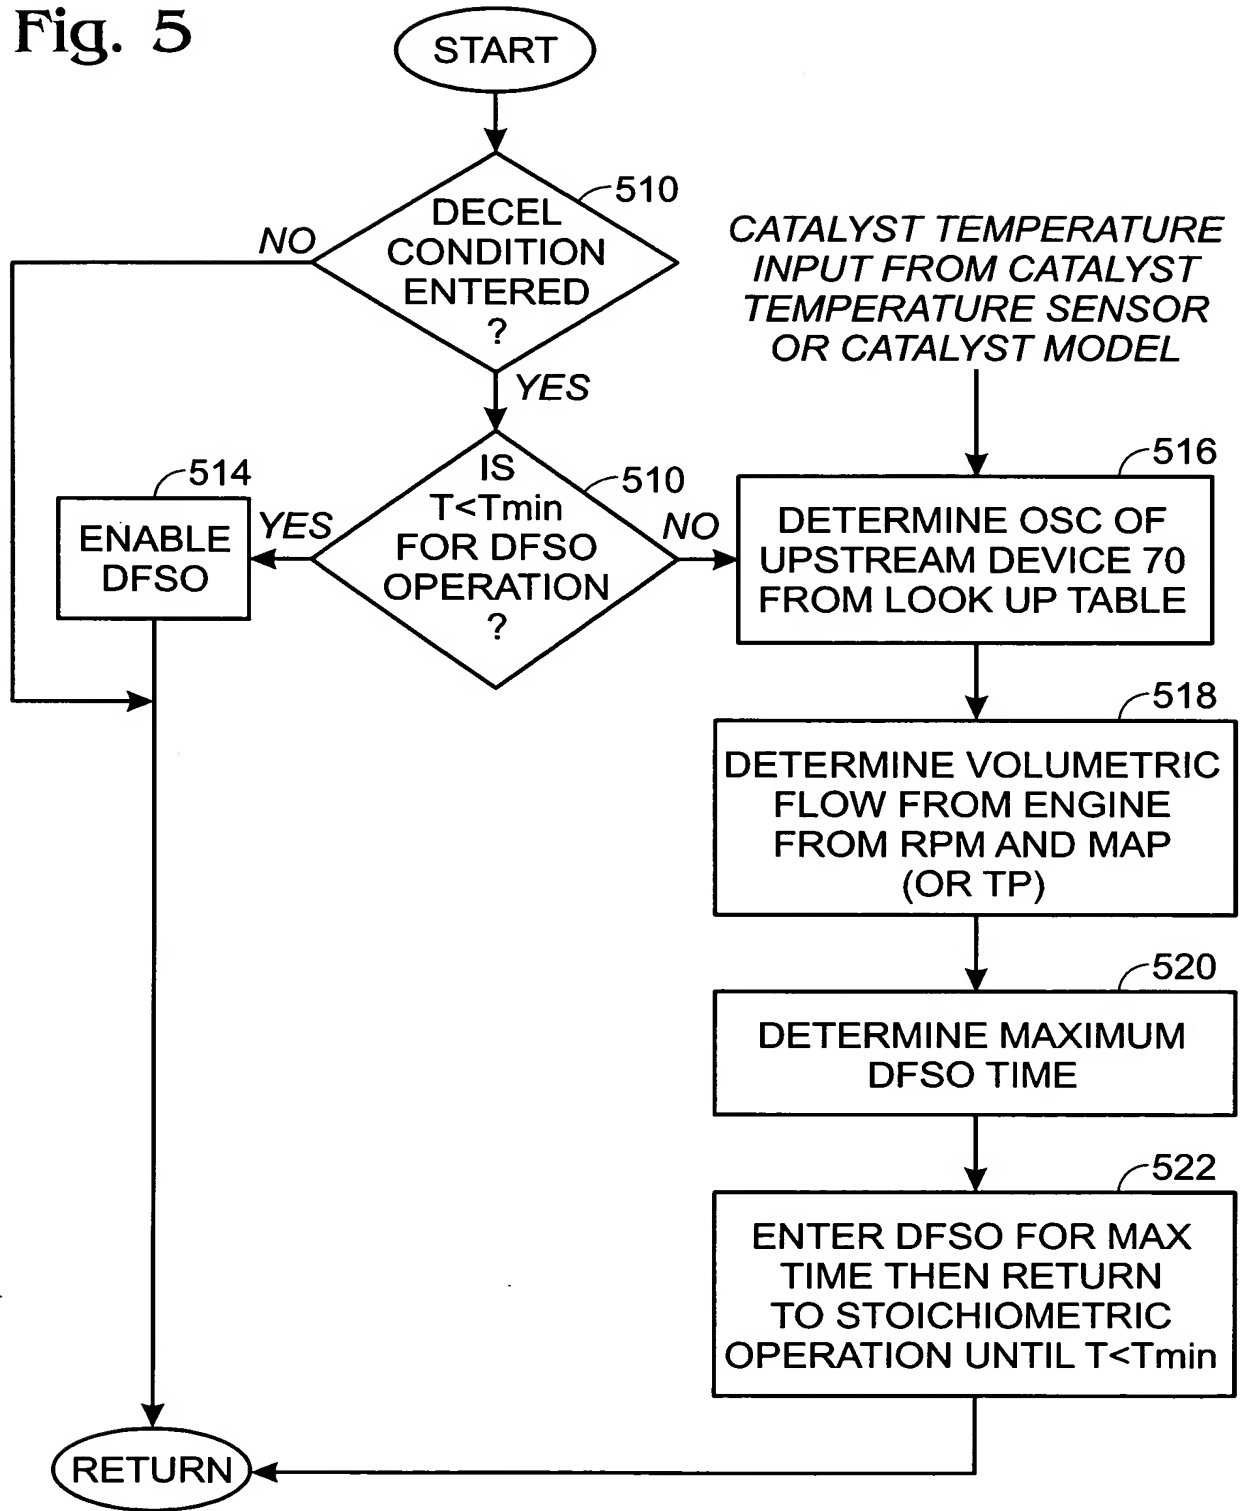 Fig. 5
START
510
DECEL
CONDITION
ENTERED
?
NO
YES
CATALYST TEMPERATURE
INPUT FROM CATALYST
TEMPERATURE SENSOR
OR CATALYST MODEL
510
IS
T<Tmin
FOR DFSO
OPERATION
?
YES
NO
514
ENABLE
DFSO
516
DETERMINE OSC OF
UPSTREAM DEVICE 70
FROM LOOK UP TABLE
518
DETERMINE VOLUMETRIC
FLOW FROM ENGINE
FROM RPM AND MAP
(OR TP)
520
DETERMINE MAXIMUM
DFSO TIME
522
ENTER DFSO FOR MAX
TIME THEN RETURN
TO STOICHIOMETRIC
OPERATION UNTIL T<Tmin
RETURN